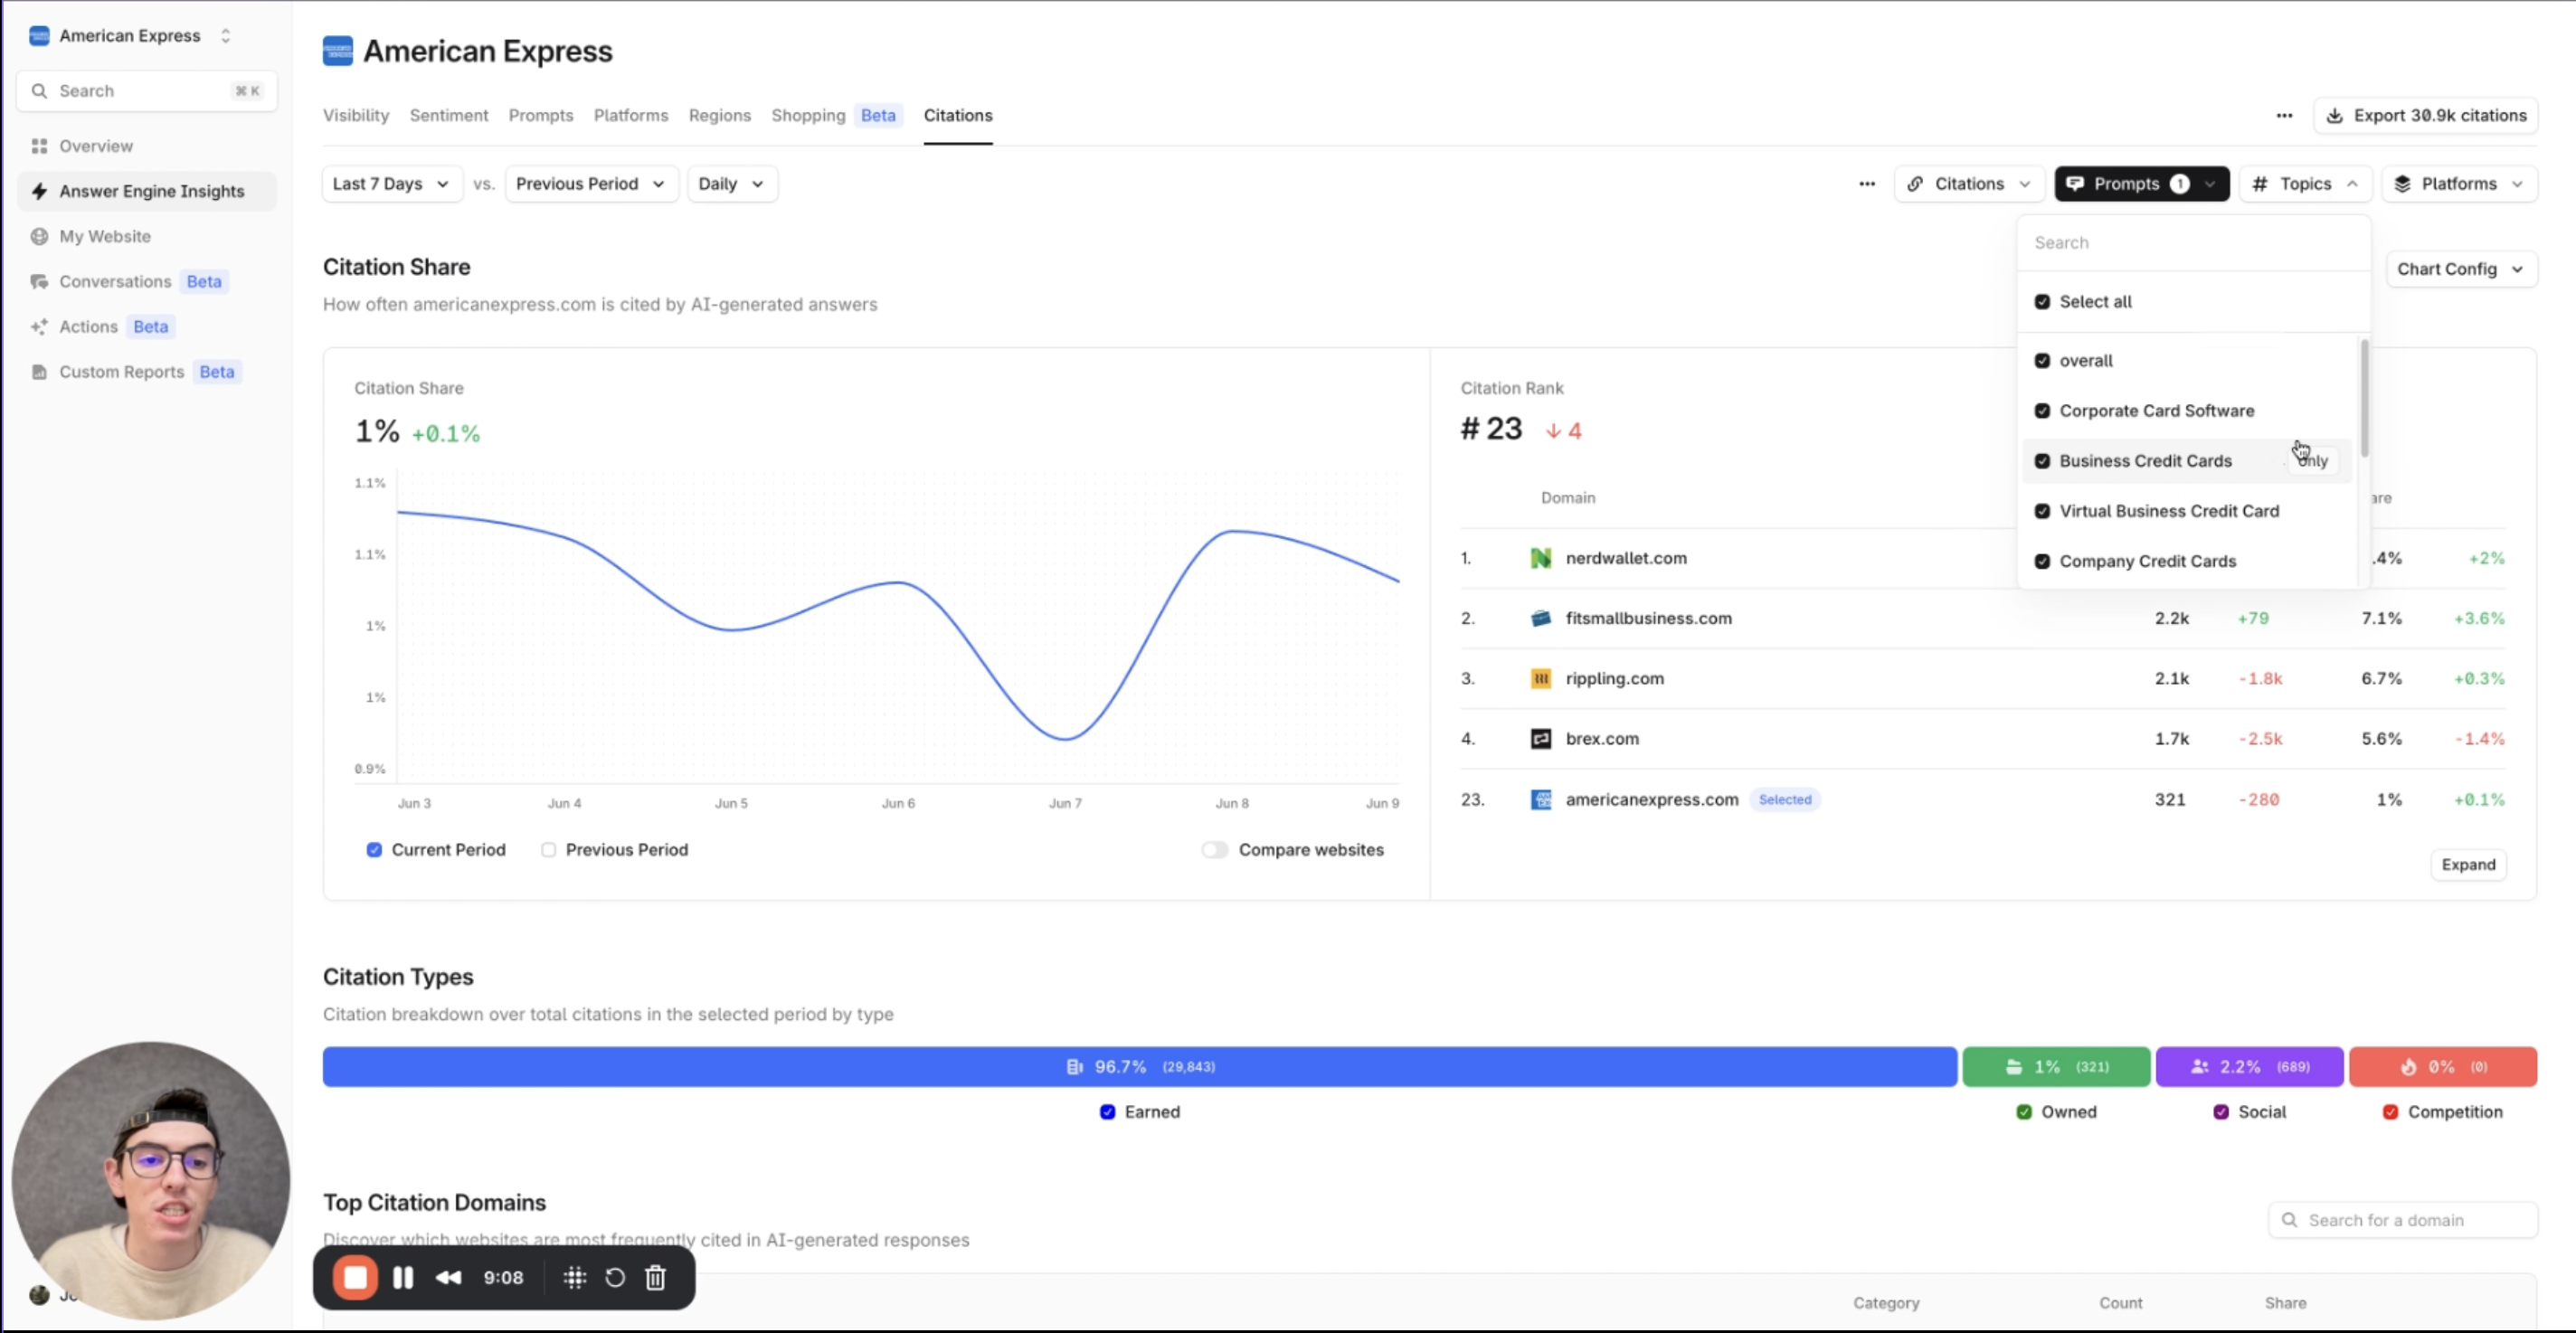 American Express
Search ⌘ K
Overview
Answer Engine Insights
My Website
Conversations Beta
Actions Beta
Custom Reports Beta
American Express
Visibility Sentiment Prompts Platforms Regions Shopping Beta Citations
Export 30.9k citations
Last 7 Days vs. Previous Period Daily
Citations Prompts 1 # Topics Platforms
Search
Select all
overall
Corporate Card Software
Business Credit Cards only
Virtual Business Credit Card
Company Credit Cards
Chart Config
Citation Share
How often americanexpress.com is cited by AI-generated answers
Citation Share
1% +0.1%
1.1%
1.1%
1%
1%
0.9%
Jun 3 Jun 4 Jun 5 Jun 6 Jun 7 Jun 8 Jun 9
Current Period Previous Period Compare websites
Citation Rank
# 23 ↓ 4
Domain
1. nerdwallet.com .4% +2%
2. fitsmallbusiness.com 2.2k +79 7.1% +3.6%
3. rippling.com 2.1k -1.8k 6.7% +0.3%
4. brex.com 1.7k -2.5k 5.6% -1.4%
23. americanexpress.com Selected 321 -280 1% +0.1%
Expand
Citation Types
Citation breakdown over total citations in the selected period by type
96.7% (29,843) 1% (321) 2.2% (689) 0% (0)
Earned Owned Social Competition
Top Citation Domains
Discover which websites are most frequently cited in AI-generated responses
Search for a domain
9:08
Category Count Share